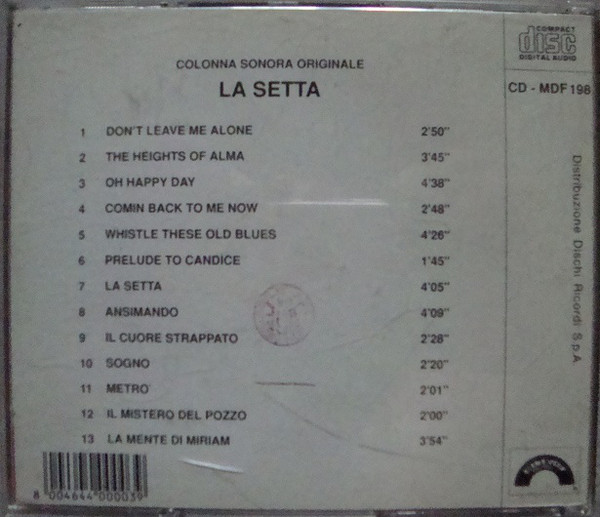 COMPACT
disc
DIGITAL AUDIO
COLONNA SONORA ORIGINALE
LA SETTA
CD - MDF 198
1 DON'T LEAVE ME ALONE 2'50"
2 THE HEIGHTS OF ALMA 3'45"
3 OH HAPPY DAY 4'38"
4 COMIN BACK TO ME NOW 2'48"
5 WHISTLE THESE OLD BLUES 4'26"
6 PRELUDE TO CANDICE 1'45"
7 LA SETTA 4'05"
8 ANSIMANDO 4'09"
9 IL CUORE STRAPPATO 2'28"
10 SOGNO 2'20"
11 METRO' 2'01"
12 IL MISTERO DEL POZZO 2'00"
13 LA MENTE DI MIRIAM 3'54"
Distribuzione Dischi Ricordi S.p.A
8 004644 000039